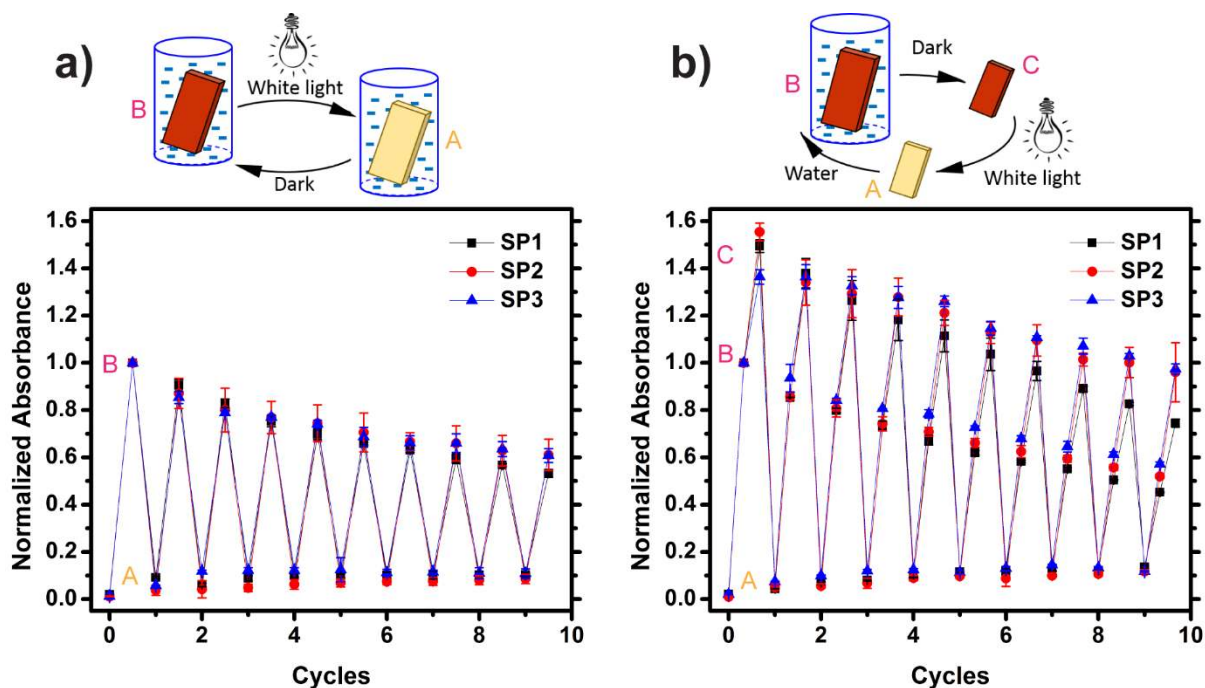 a)
White light
B
A
Dark
1.6
1.4
1.2
1.0
0.8
0.6
0.4
0.2
0.0
Normalized Absorbance
SP1
SP2
SP3
B
A
0
2
4
6
8
10
Cycles
b)
Dark
C
B
Water
A
White light
1.6
1.4
1.2
1.0
0.8
0.6
0.4
0.2
0.0
Normalized Absorbance
SP1
SP2
SP3
C
B
A
0
2
4
6
8
10
Cycles